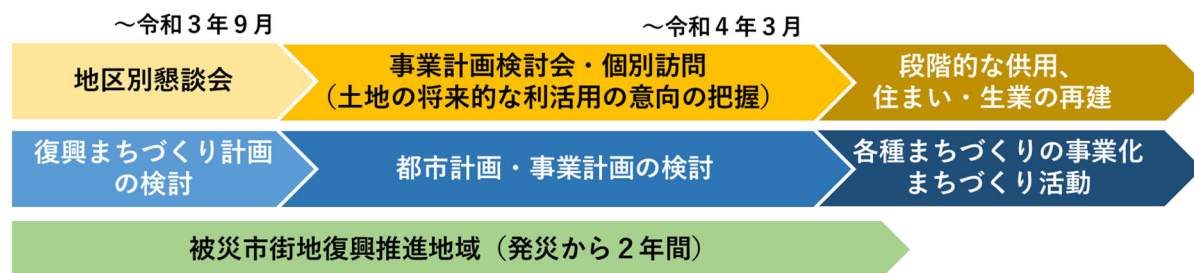 ～令和３年９月
～令和４年３月
地区別懇談会
事業計画検討会・個別訪問
（土地の将来的な利活用の意向の把握）
段階的な供用、
住まい・生業の再建
復興まちづくり計画
の検討
都市計画・事業計画の検討
各種まちづくりの事業化
まちづくり活動
被災市街地復興推進地域（発災から２年間）